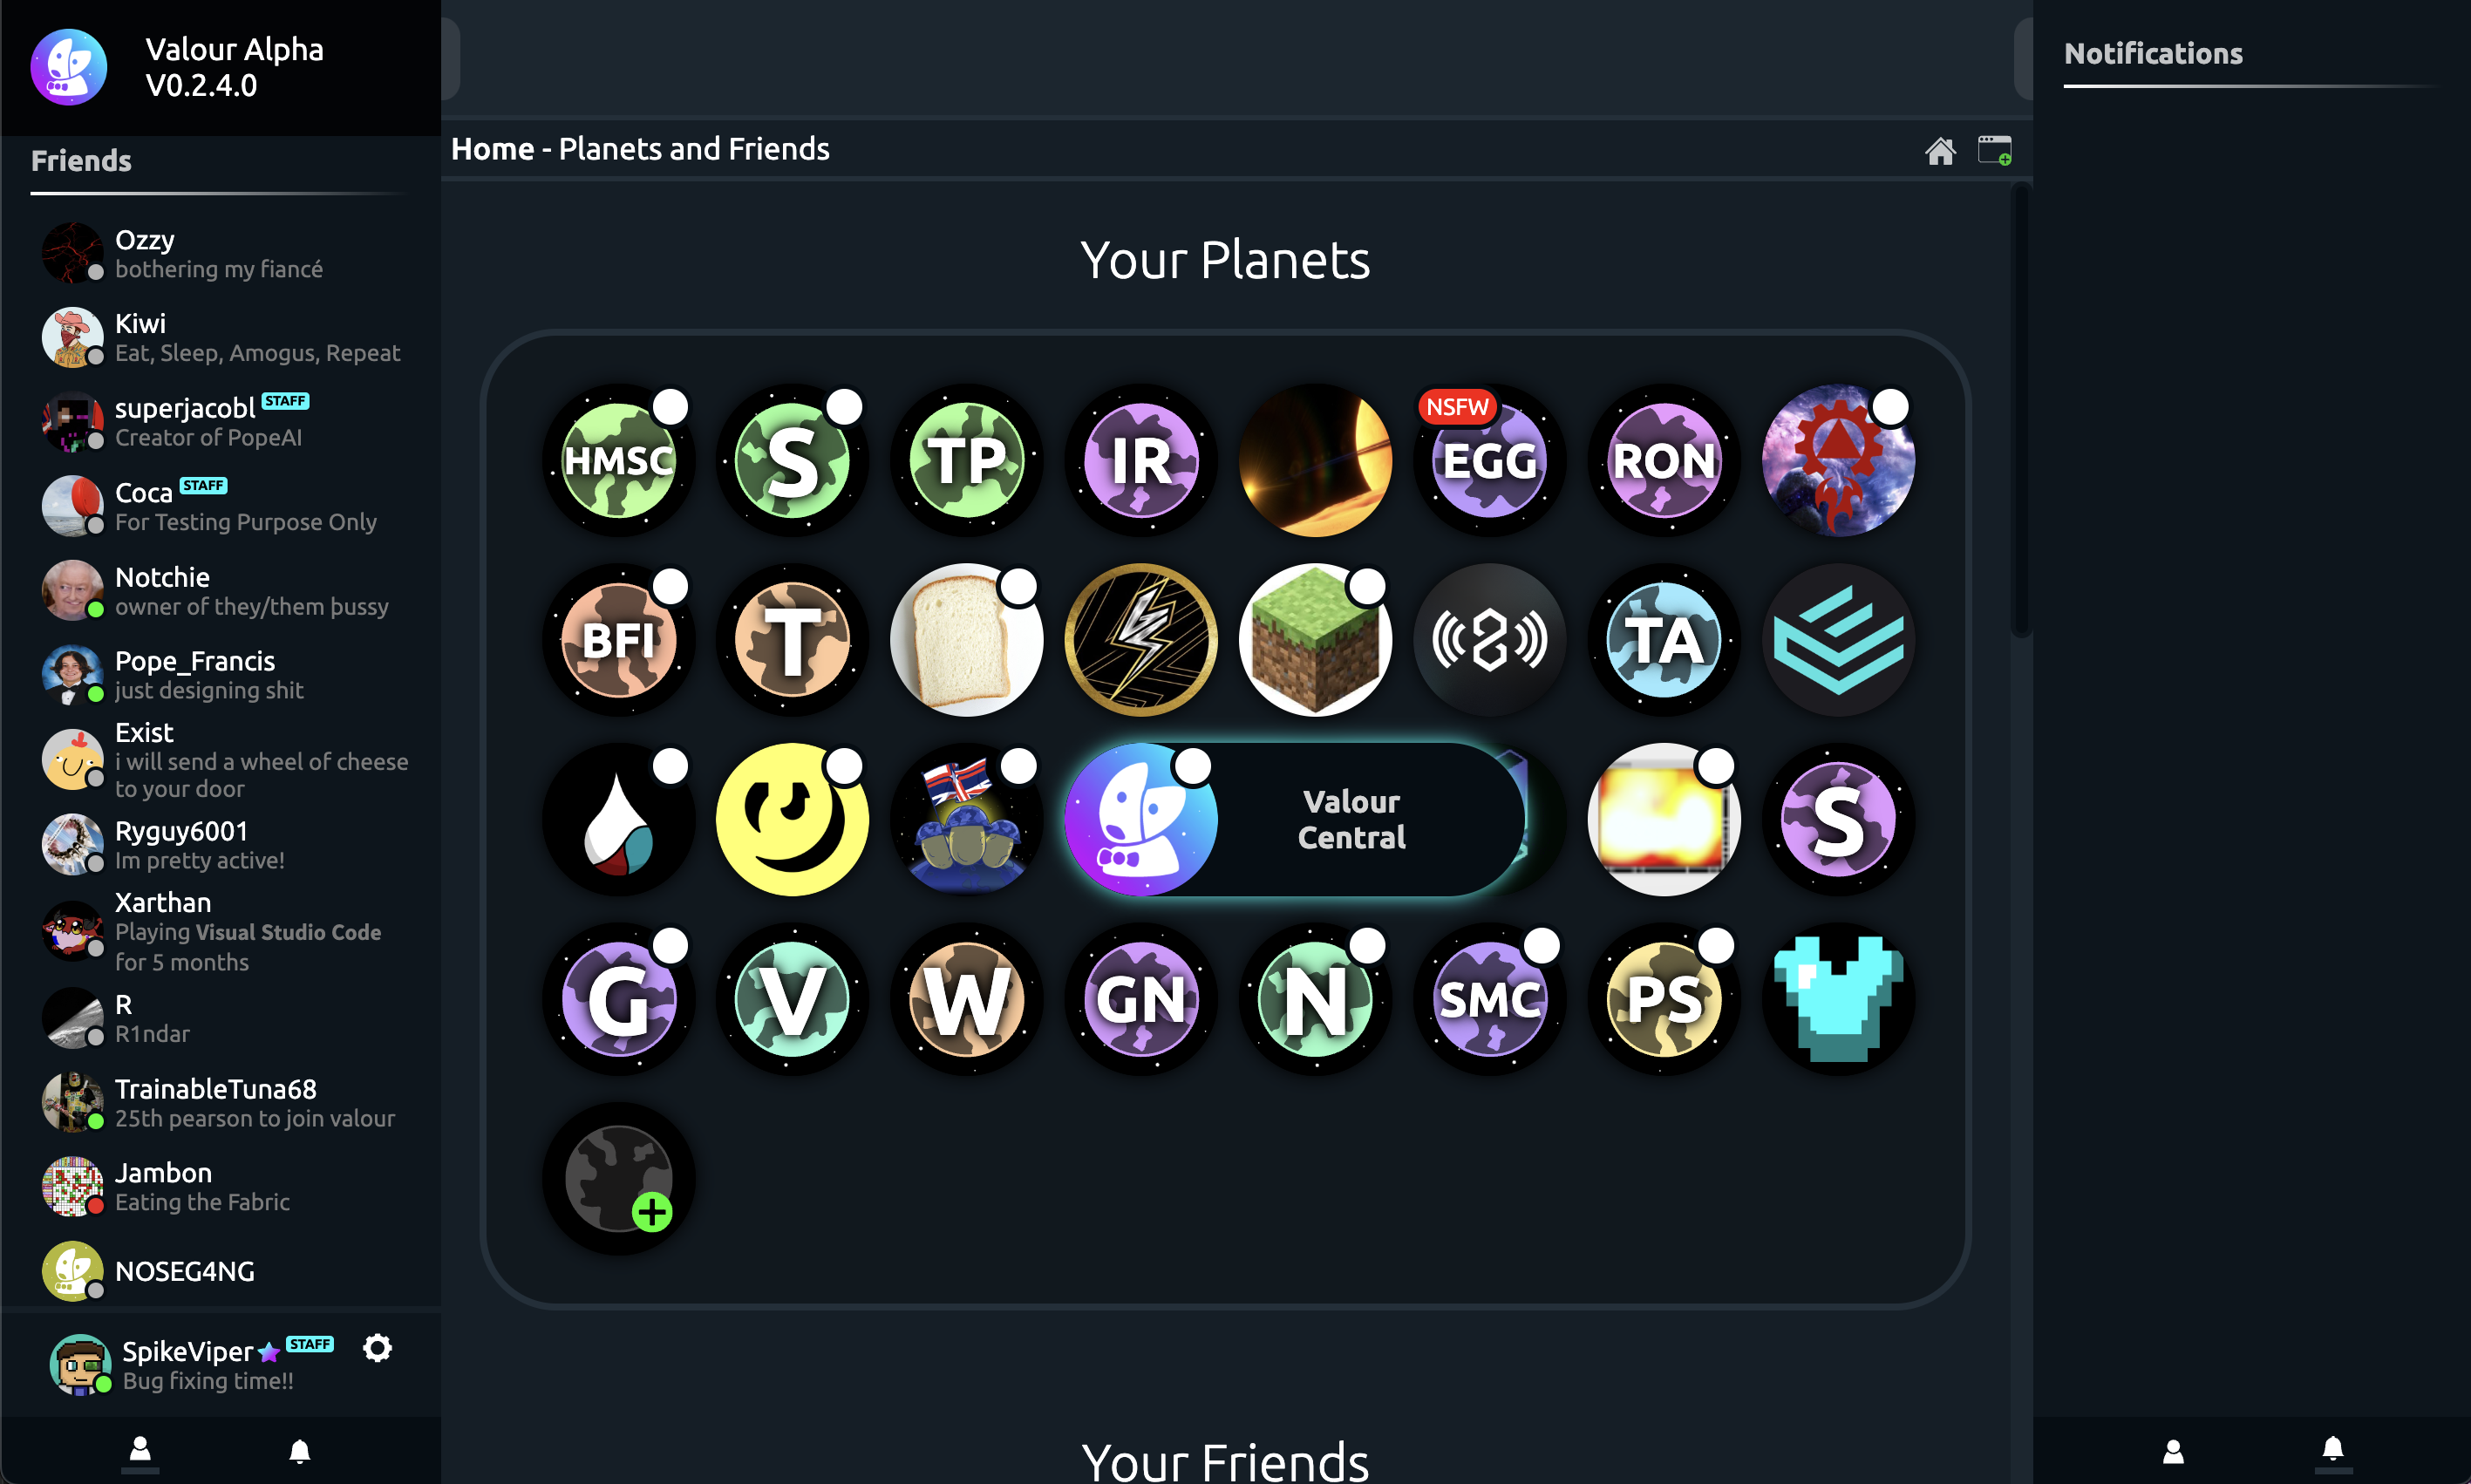 Valour Alpha
V0.2.4.0
Friends
Ozzy
bothering my fiancé
Kiwi
Eat, Sleep, Amogus, Repeat
superjacobl STAFF
Creator of PopeAI
Coca STAFF
For Testing Purpose Only
Notchie
owner of they/them þussy
Pope_Francis
just designing shit
Exist
i will send a wheel of cheese
to your door
Ryguy6001
Im pretty active!
Xarthan
Playing Visual Studio Code
for 5 months
R
R1ndar
TrainableTuna68
25th pearson to join valour
Jambon
Eating the Fabric
NOSEG4NG
SpikeViper STAFF
Bug fixing time!!
Home - Planets and Friends
Your Planets
HMSC
S
TP
IR
NSFW
EGG
RON
BFI
T
TA
Valour
Central
S
G
V
W
GN
N
SMC
PS
Your Friends
Notifications